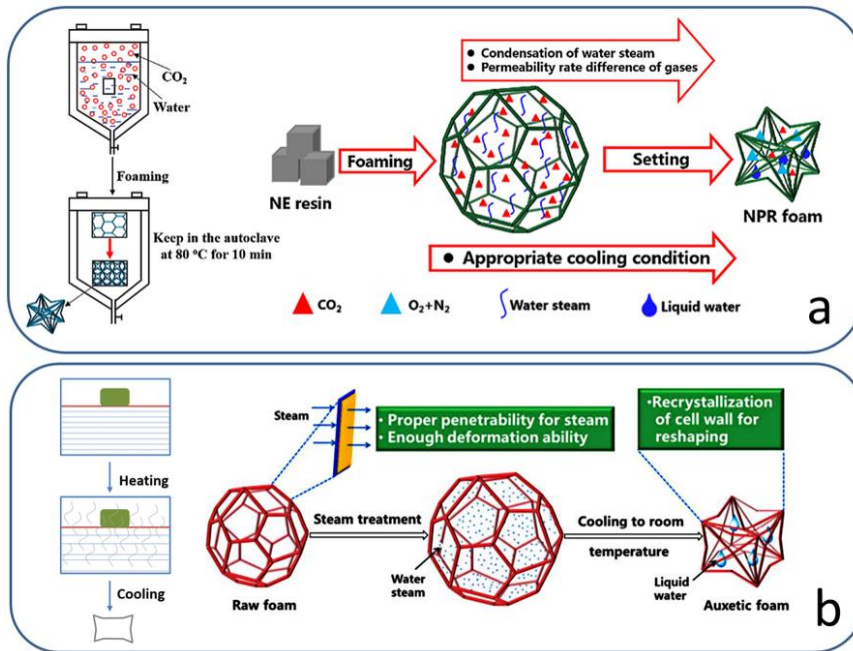 CO₂
Water
Foaming
Keep in the autoclave
at 80 °C for 10 min
NE resin
Foaming
• Condensation of water steam
• Permeability rate difference of gases
Setting
NPR foam
• Appropriate cooling condition
CO₂
O₂+N₂
Water steam
Liquid water
a
Heating
Cooling
Steam
• Proper penetrability for steam
• Enough deformation ability
•Recrystallization
of cell wall for
reshaping
Raw foam
Steam treatment
Water
steam
Cooling to room
temperature
Liquid
water
Auxetic foam
b